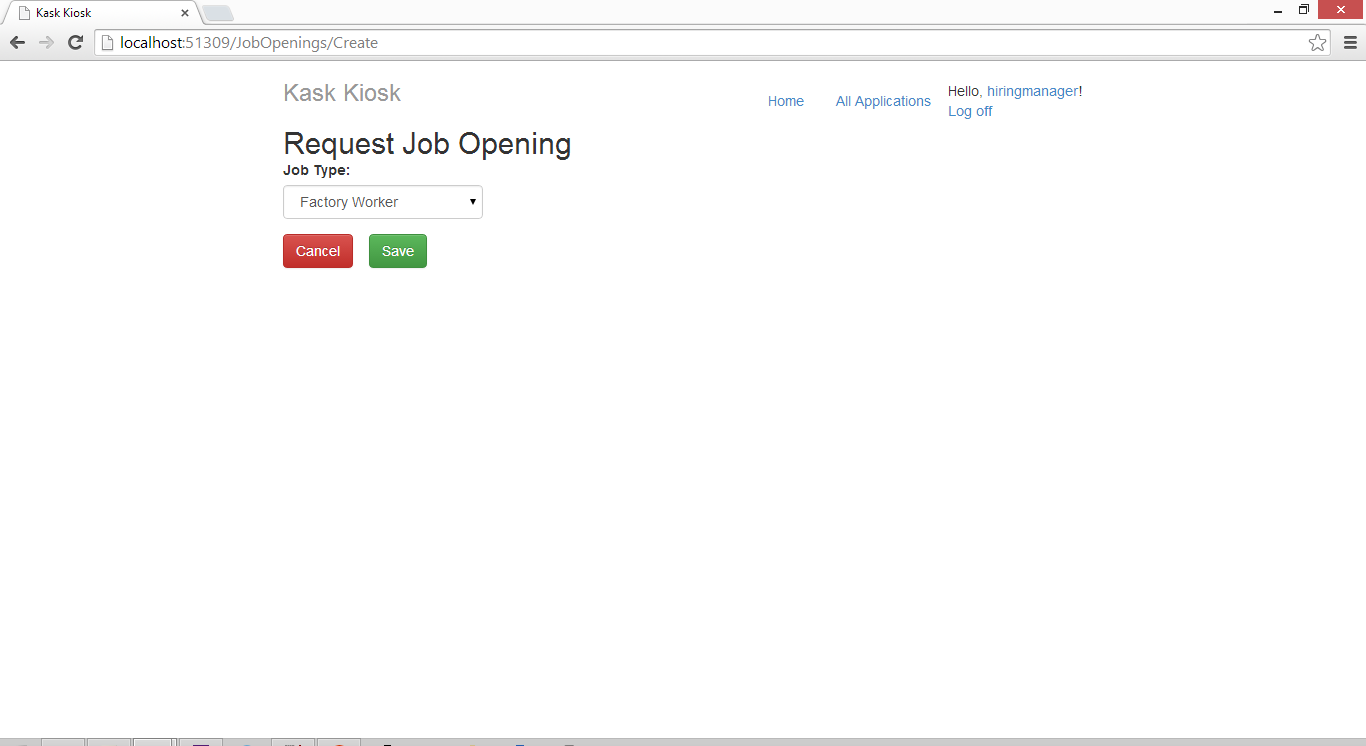 Kask Kiosk
localhost:51309/JobOpenings/Create
Kask Kiosk
Home
All Applications
Hello, hiringmanager!
Log off
Request Job Opening
Job Type:
Factory Worker
Cancel
Save